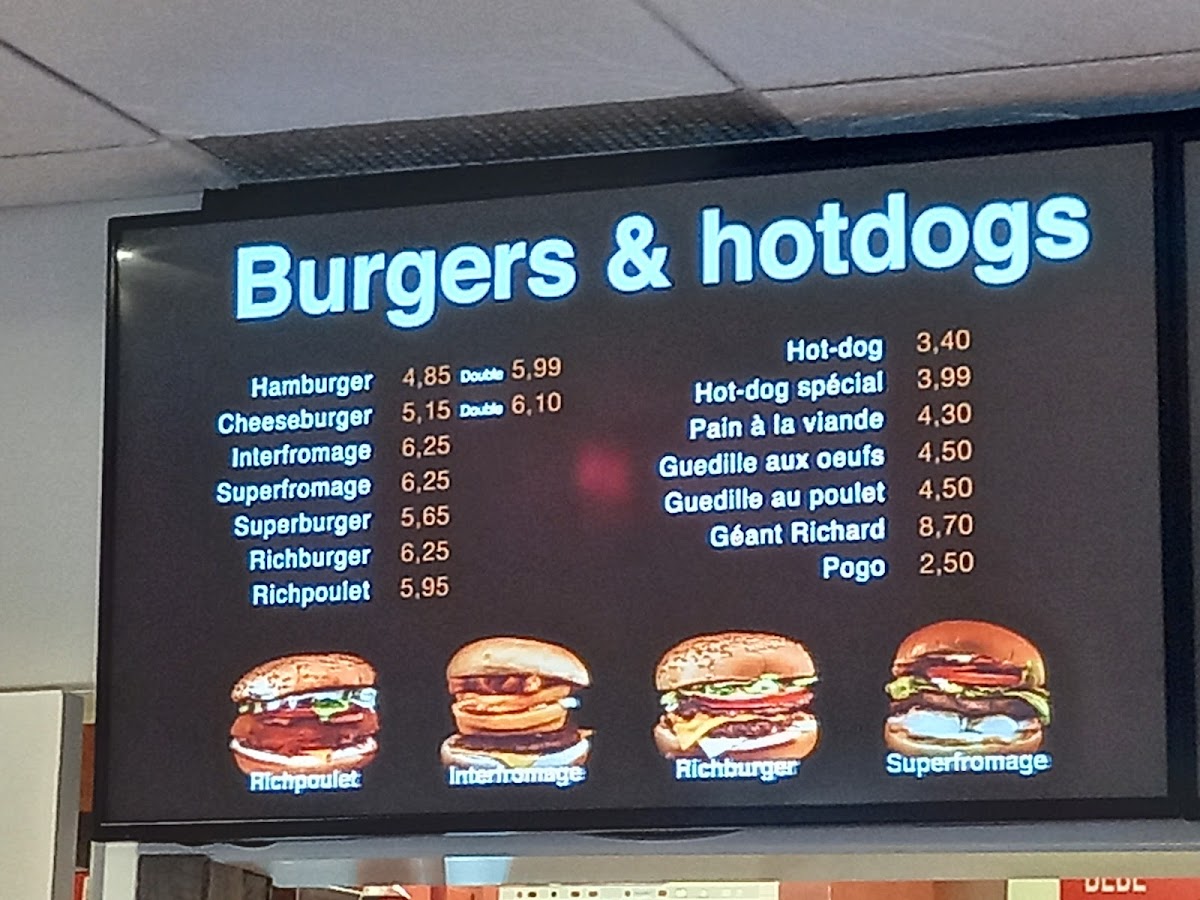 Burgers & hotdogs
Hamburger 4,85 Double 5,99
Cheeseburger 5,15 Double 6,10
Interfromage 6,25
Superfromage 6,25
Superburger 5,65
Richburger 6,25
Richpoulet 5,95
Hot-dog 3,40
Hot-dog spécial 3,99
Pain à la viande 4,30
Guedille aux oeufs 4,50
Guedille au poulet 4,50
Géant Richard 8,70
Pogo 2,50
Richpoulet
Interfromage
Richburger
Superfromage